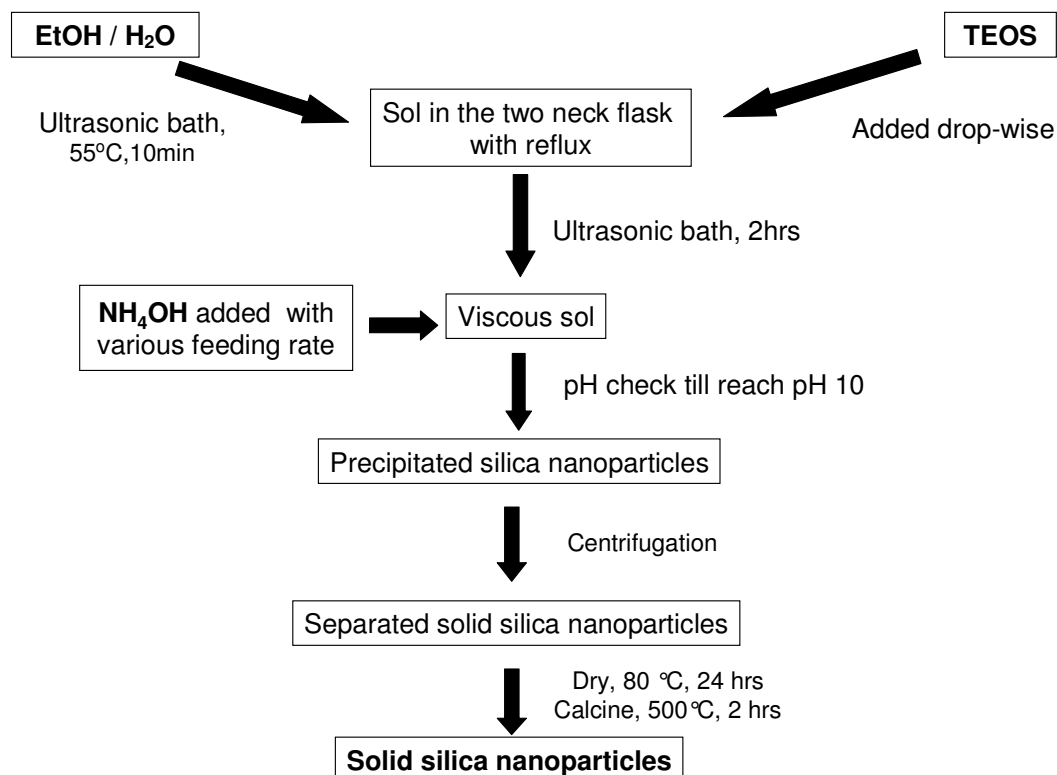 EtOH / H₂O
TEOS
Ultrasonic bath,
55°C,10min
Sol in the two neck flask
with reflux
Added drop-wise
Ultrasonic bath, 2hrs
NH₄OH added with
various feeding rate
Viscous sol
pH check till reach pH 10
Precipitated silica nanoparticles
Centrifugation
Separated solid silica nanoparticles
Dry, 80 °C, 24 hrs
Calcine, 500°C, 2 hrs
Solid silica nanoparticles